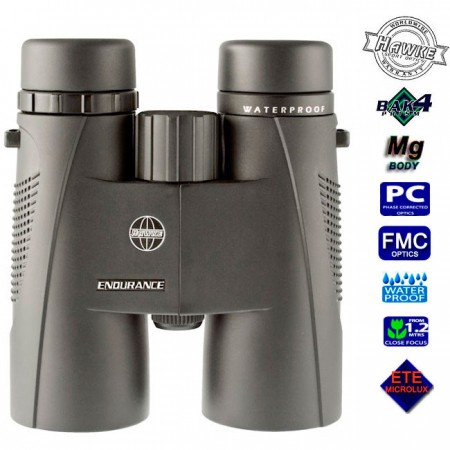 WATERPROOF
ENDURANCE
WORLDWIDE
HAWKE
SPORT OPTICS
WARRANTY
BAK4
PRISM
Mg
BODY
PC
PHASE CORRECTED
OPTICS
FMC
OPTICS
WATER
PROOF
FROM
1.2
MTRS
CLOSE FOCUS
ETE
MICROLUX